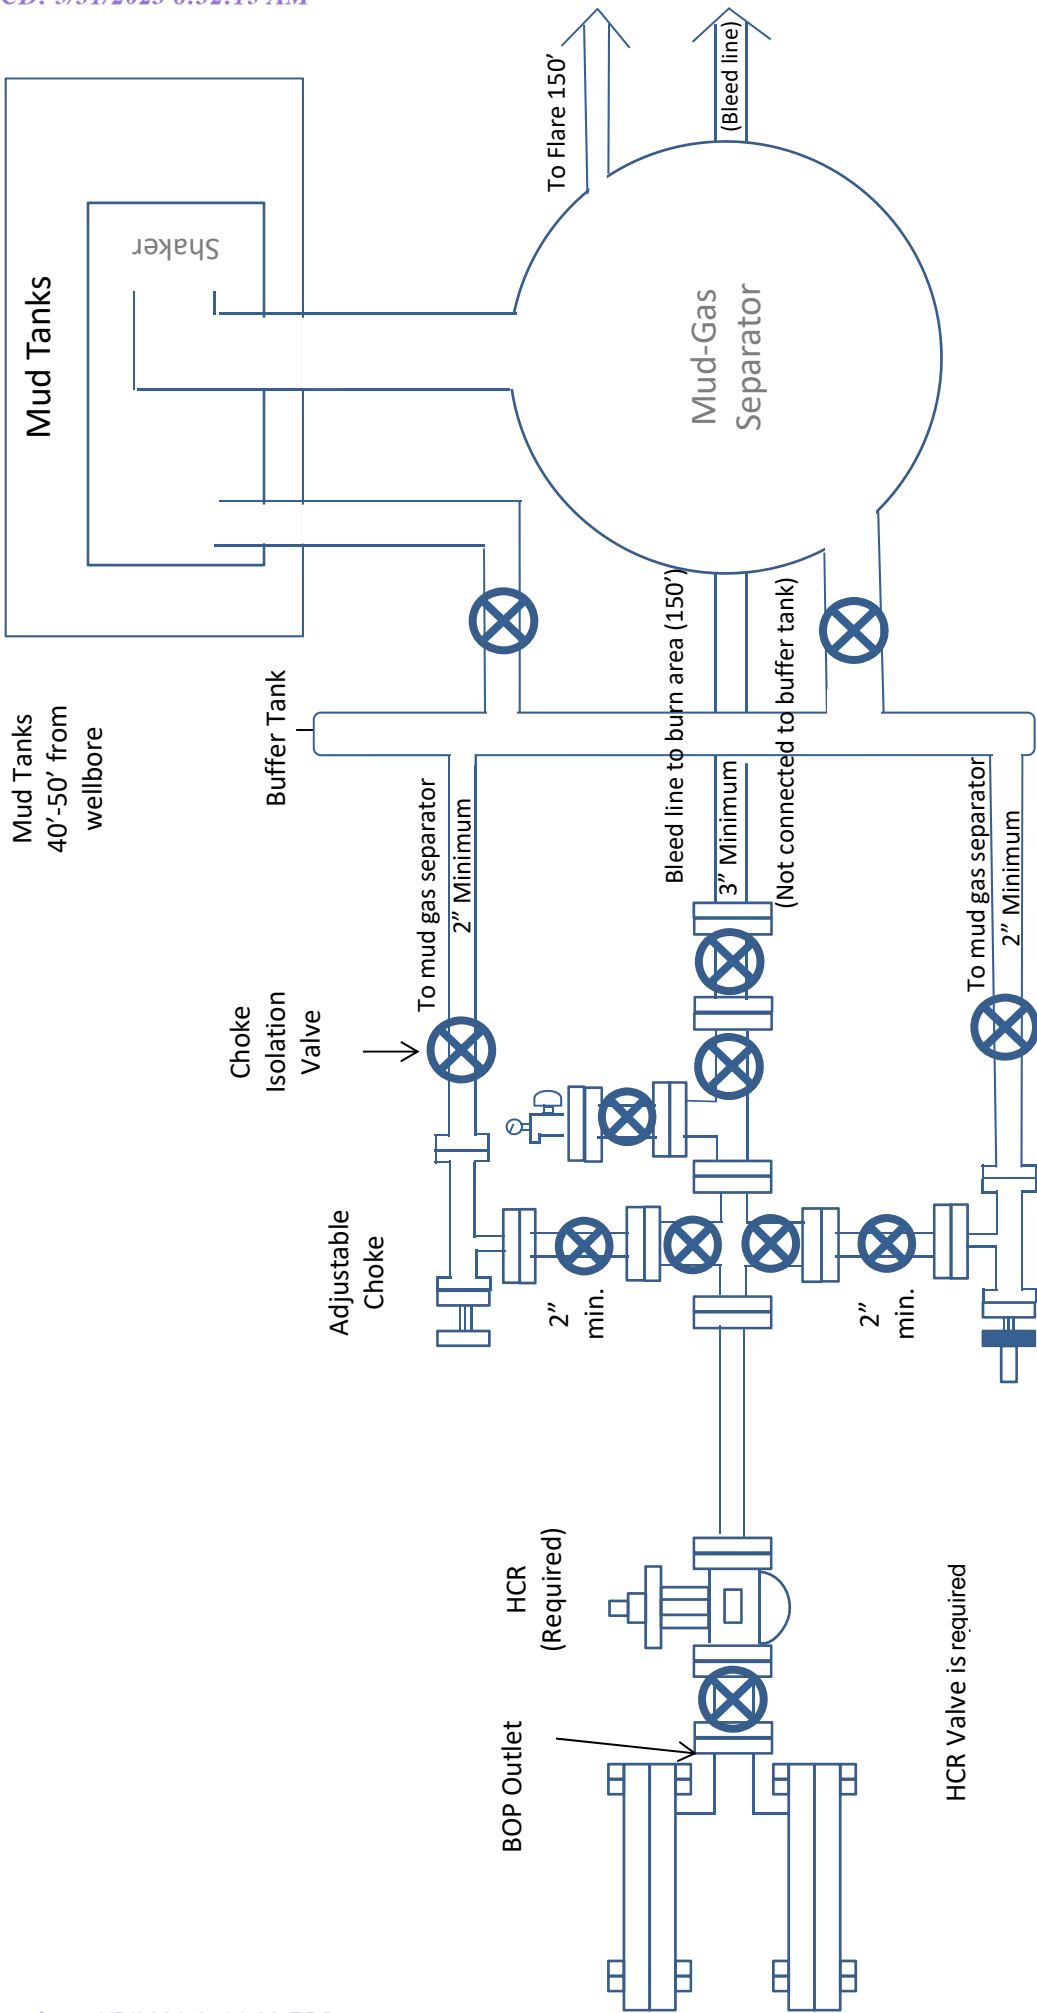 Mud Tanks
40’-50’ from
wellbore
Mud Tanks
Shaker
Choke
Isolation
Valve
Buffer Tank
Adjustable
Choke
To mud gas separator
2” Minimum
BOP Outlet
HCR
(Required)
2”
min.
To Flare 150’
Bleed line to burn area (150’)
3” Minimum
(Not connected to buffer tank)
Mud-Gas
Separator
(Bleed line)
2”
min.
HCR Valve is required
To mud gas separator
2” Minimum